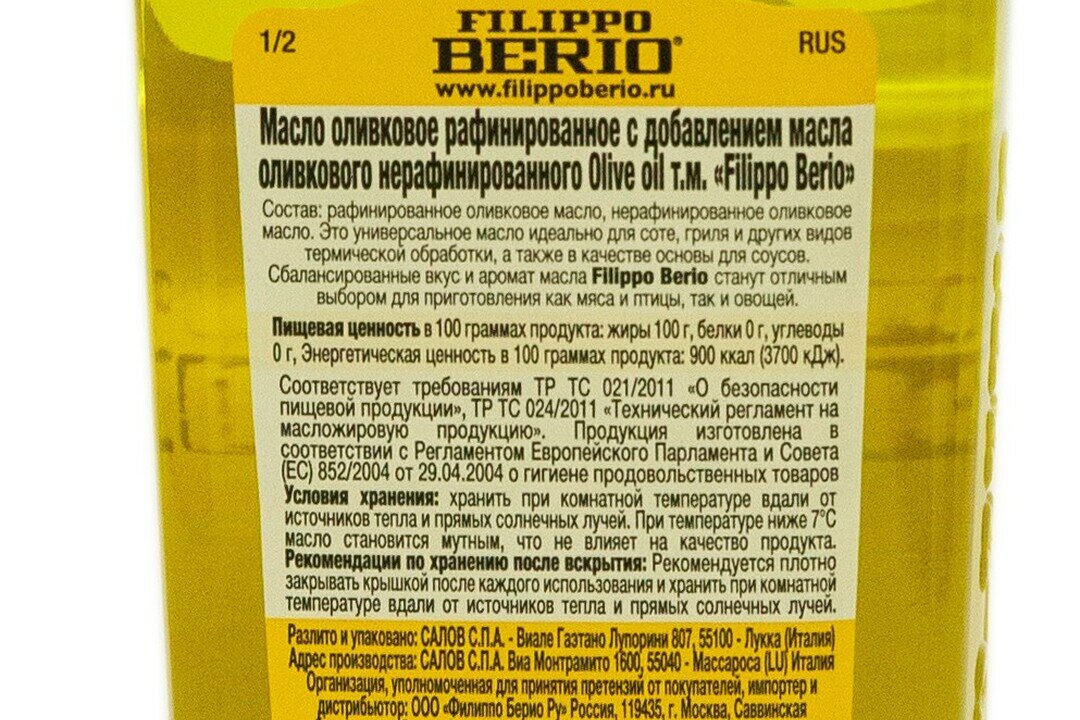 FILIPPO
1/2 BERIO® RUS
www.filippoberio.ru
Масло оливковое рафинированное с добавлением масла
оливкового нерафинированного Olive oil т.м. «Filippo Berio»
Состав: рафинированное оливковое масло, нерафинированное оливковое
масло. Это универсальное масло идеально для соте, гриля и других видов
термической обработки, а также в качестве основы для соусов.
Сбалансированные вкус и аромат масла Filippo Berio станут отличным
выбором для приготовления как мяса и птицы, так и овощей.
Пищевая ценность в 100 граммах продукта: жиры 100 г, белки 0 г, углеводы
0 г, Энергетическая ценность в 100 граммах продукта: 900 ккал (3700 кДж).
Соответствует требованиям ТР ТС 021/2011 «О безопасности
пищевой продукции», ТР ТС 024/2011 «Технический регламент на
масложировую продукцию». Продукция изготовлена в
соответствии с Регламентом Европейского Парламента и Совета
(ЕС) 852/2004 от 29.04.2004 о гигиене продовольственных товаров
Условия хранения: хранить при комнатной температуре вдали от
источников тепла и прямых солнечных лучей. При температуре ниже 7°С
масло становится мутным, что не влияет на качество продукта.
Рекомендации по хранению после вскрытия: Рекомендуется плотно
закрывать крышкой после каждого использования и хранить при комнатной
температуре вдали от источников тепла и прямых солнечных лучей.
Разлито и упаковано: САЛОВ С.П.А. - Виале Гаэтано Лупорини 807, 55100 - Лукка (Италия)
Адрес производства: САЛОВ С.П.А. Виа Монтрамито 1600, 55040 - Массароса (LU) Италия
Организация, уполномоченная для принятия претензий от покупателей, импортер и
дистрибьютор: ООО «Филиппо Берио Ру» Россия, 119435, г. Москва, Саввинская